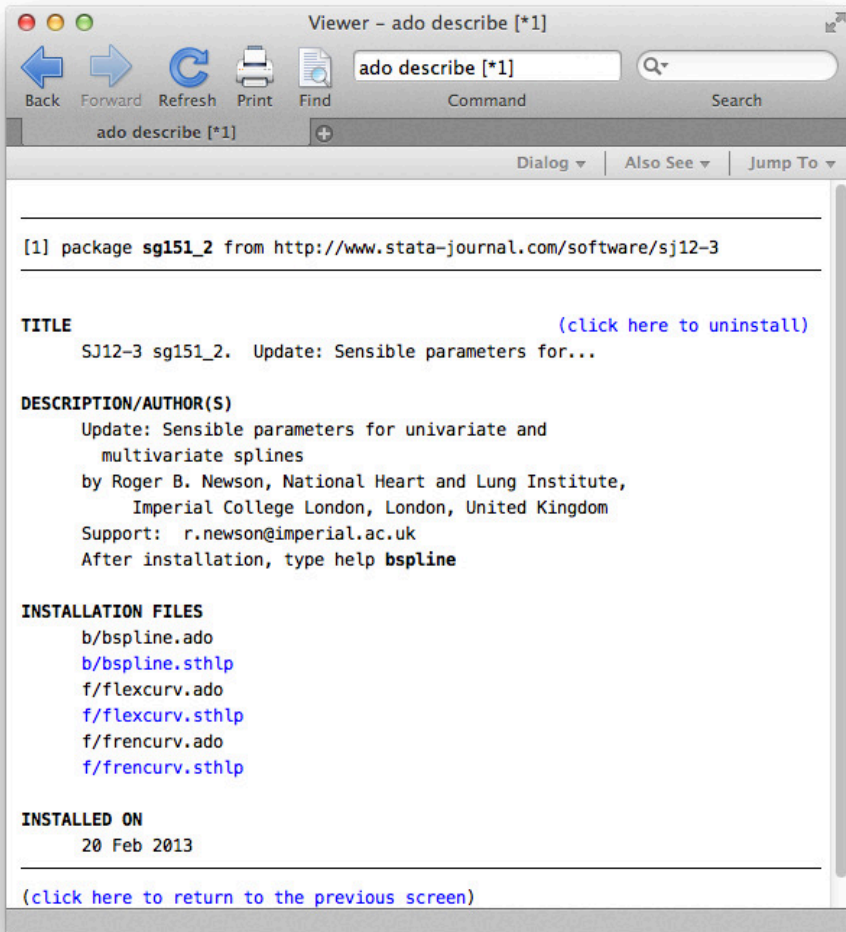 Viewer – ado describe [*1]
ado describe [*1]
Back Forward Refresh Print Find Command Search
ado describe [*1]
Dialog Also See Jump To
[1] package sg151_2 from http://www.stata-journal.com/software/sj12-3
TITLE (click here to uninstall)
SJ12-3 sg151_2. Update: Sensible parameters for...
DESCRIPTION/AUTHOR(S)
Update: Sensible parameters for univariate and
multivariate splines
by Roger B. Newson, National Heart and Lung Institute,
Imperial College London, London, United Kingdom
Support: r.newson@imperial.ac.uk
After installation, type help bspline
INSTALLATION FILES
b/bspline.ado
b/bspline.sthlp
f/flexcurv.ado
f/flexcurv.sthlp
f/frencurv.ado
f/frencurv.sthlp
INSTALLED ON
20 Feb 2013
(click here to return to the previous screen)